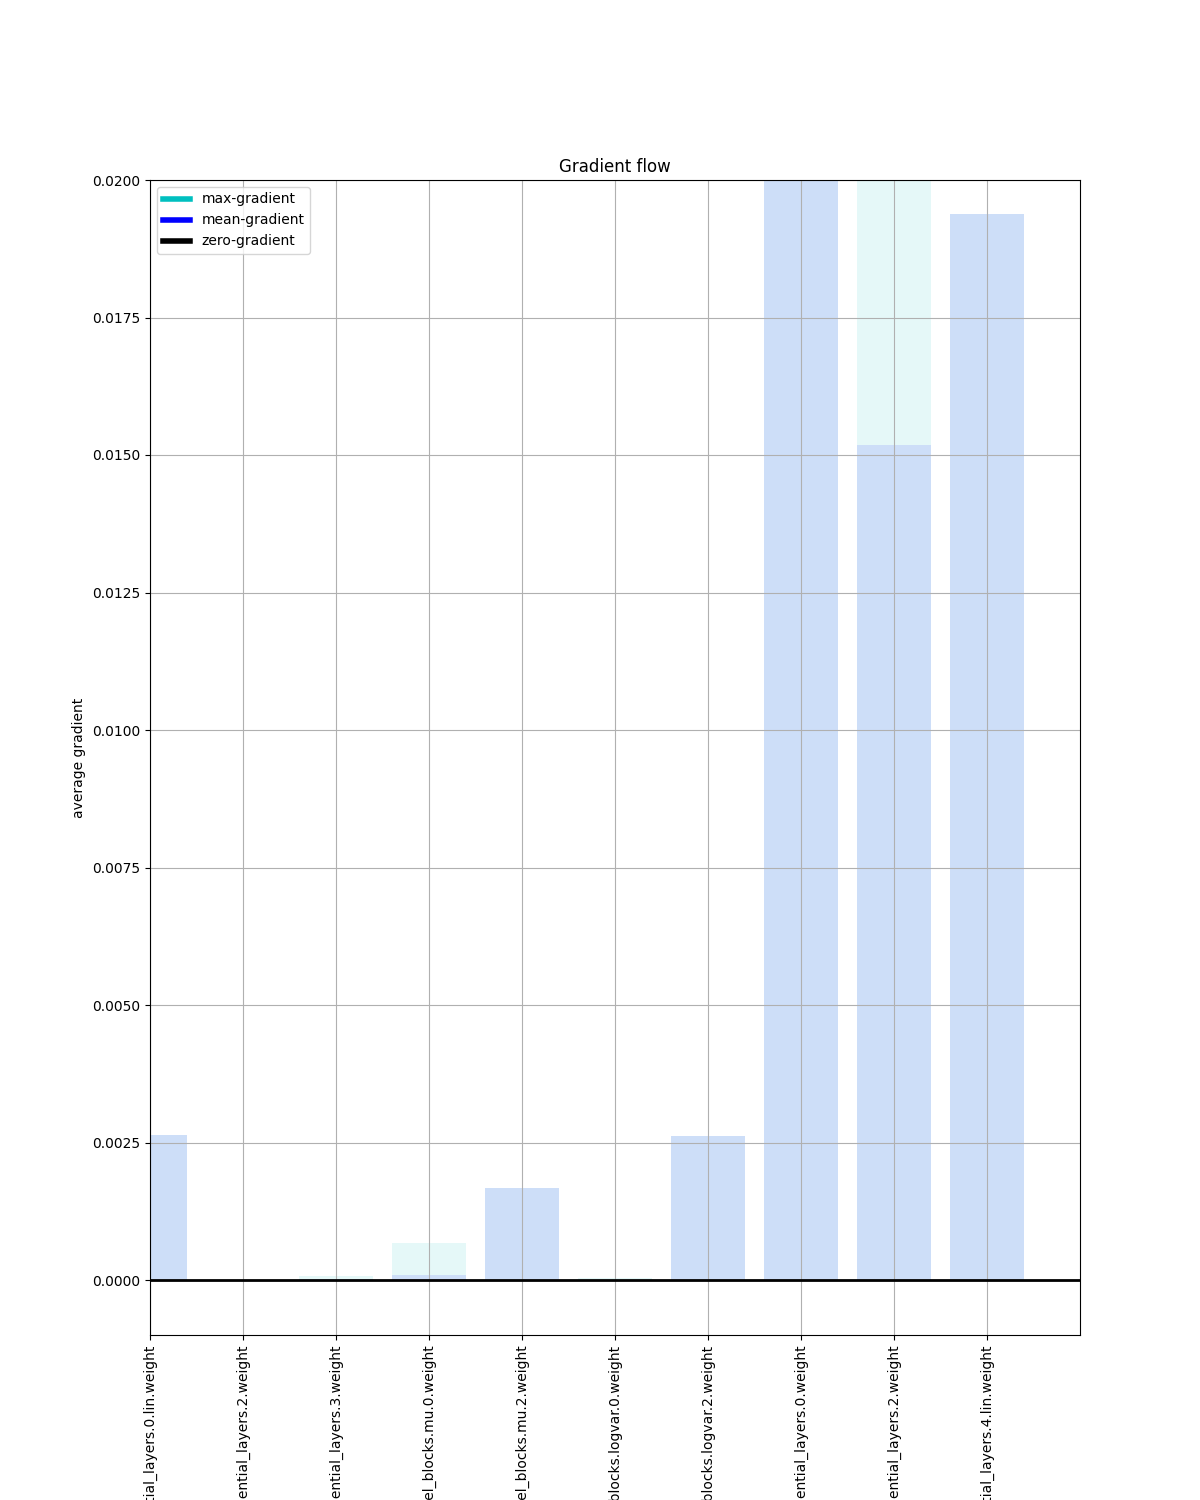 Gradient flow
max-gradient
mean-gradient
zero-gradient
0.0200
0.0175
0.0150
0.0125
0.0100
0.0075
0.0050
0.0025
0.0000
average gradient
tial_layers.0.lin.weight
ential_layers.2.weight
ential_layers.3.weight
el_blocks.mu.0.weight
el_blocks.mu.2.weight
blocks.logvar.0.weight
blocks.logvar.2.weight
ential_layers.0.weight
ential_layers.2.weight
tial_layers.4.lin.weight